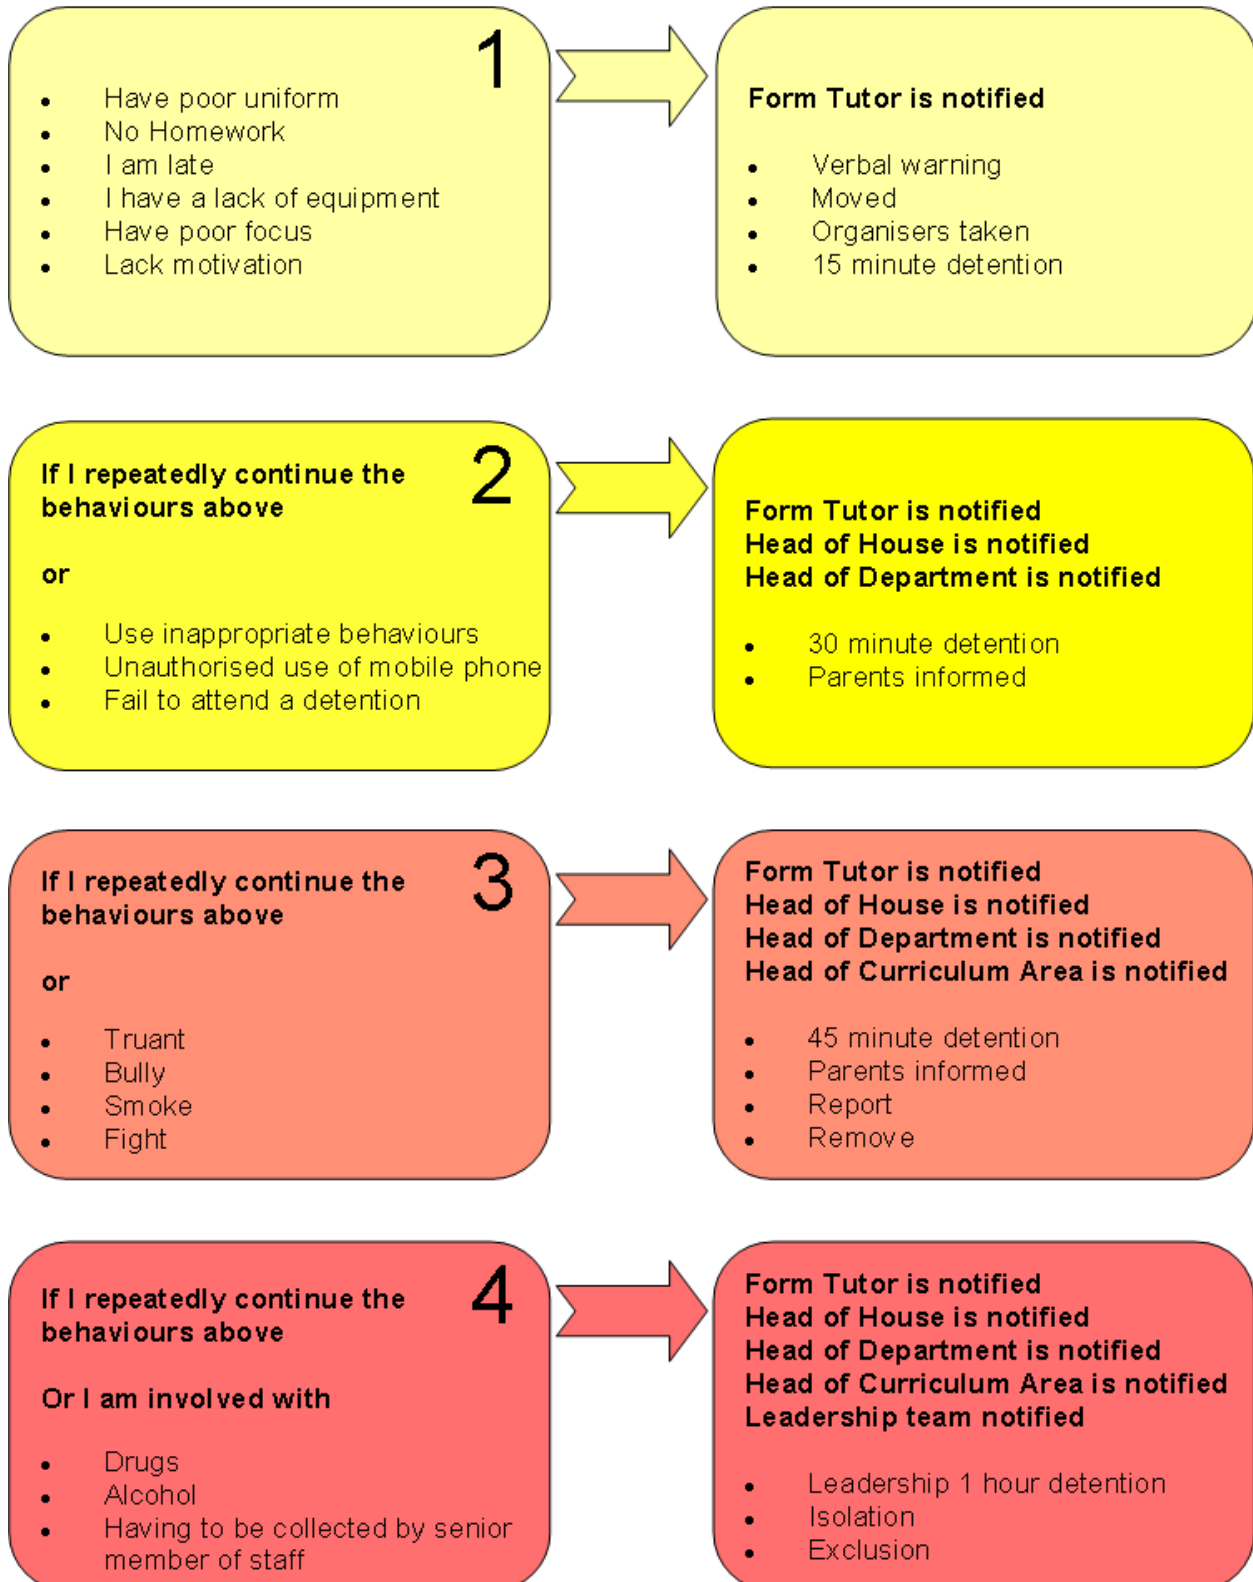 1
• Have poor uniform
• No Homework
• I am late
• I have a lack of equipment
• Have poor focus
• Lack motivation
Form Tutor is notified
• Verbal warning
• Moved
• Organisers taken
• 15 minute detention
2
If I repeatedly continue the
behaviours above
or
• Use inappropriate behaviours
• Unauthorised use of mobile phone
• Fail to attend a detention
Form Tutor is notified
Head of House is notified
Head of Department is notified
• 30 minute detention
• Parents informed
3
If I repeatedly continue the
behaviours above
or
• Truant
• Bully
• Smoke
• Fight
Form Tutor is notified
Head of House is notified
Head of Department is notified
Head of Curriculum Area is notified
• 45 minute detention
• Parents informed
• Report
• Remove
4
If I repeatedly continue the
behaviours above
Or I am involved with
• Drugs
• Alcohol
• Having to be collected by senior
member of staff
Form Tutor is notified
Head of House is notified
Head of Department is notified
Head of Curriculum Area is notified
Leadership team notified
• Leadership 1 hour detention
• Isolation
• Exclusion